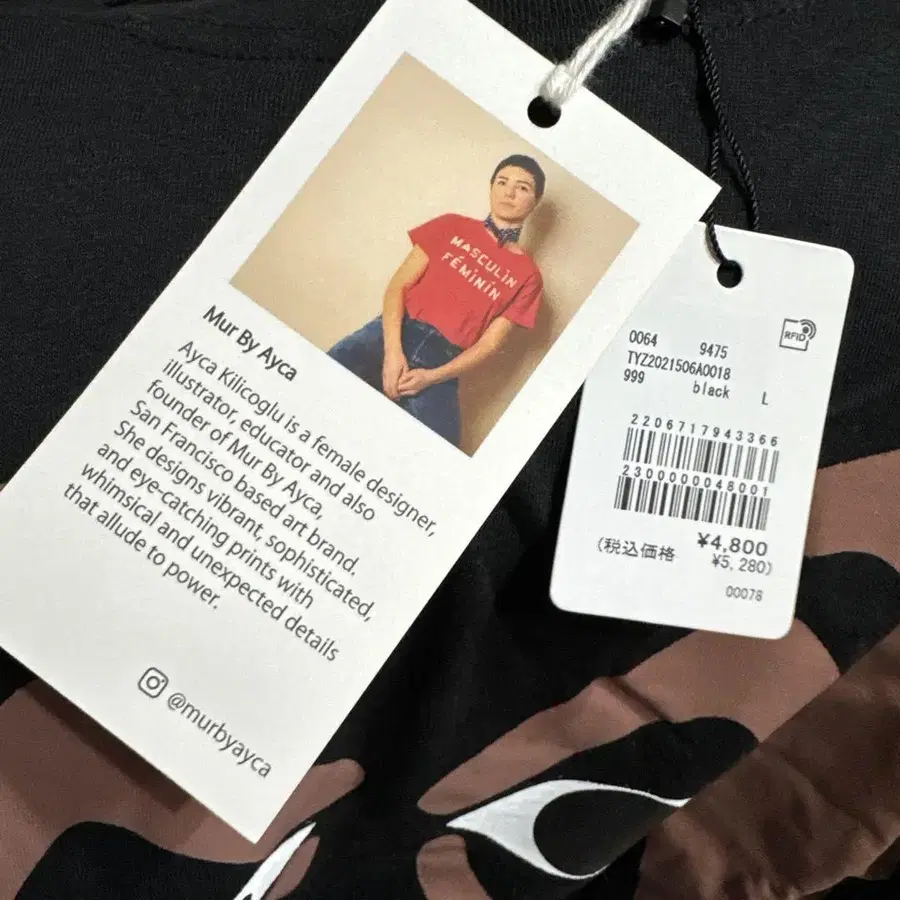 MASCULiN
FÉMiNiN
Mur By Ayca
Ayca Kilicoglu is a female designer,
illustrator, educator and also
founder of Mur By Ayca,
San Francisco based art brand.
She designs vibrant, sophisticated,
and eye-catching prints with
whimsical and unexpected details
that allude to power.
@murbyayca
RFID
0064 9475
TYZ2021506A0018
999 black L
2206717943366
2300000048001
¥4,800
(税込価格 ¥5,280)
00078